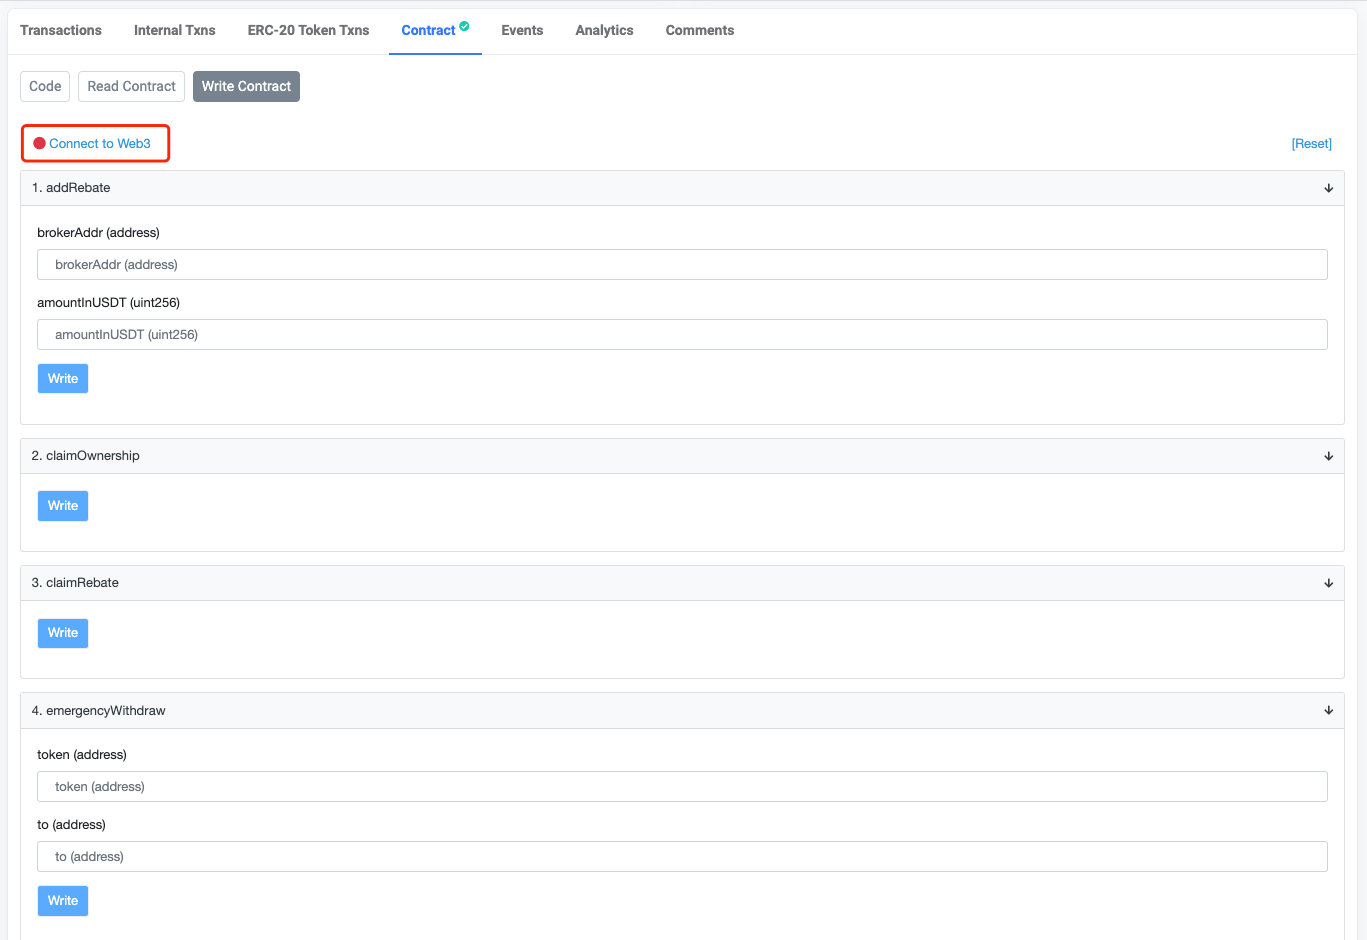 Transactions Internal Txns ERC-20 Token Txns Contract Events Analytics Comments
Code Read Contract Write Contract
Connect to Web3 [Reset]
1. addRebate
brokerAddr (address)
brokerAddr (address)
amountInUSDT (uint256)
amountInUSDT (uint256)
Write
2. claimOwnership
Write
3. claimRebate
Write
4. emergencyWithdraw
token (address)
token (address)
to (address)
to (address)
Write